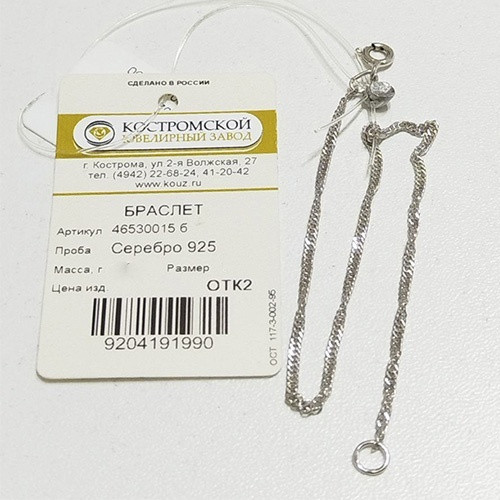 СДЕЛАНО В РОССИИ
КОСТРОМСКОЙ
ЮВЕЛИРНЫЙ ЗАВОД
г. Кострома, ул 2-я Волжская, 27
тел. (4942) 22-68-24, 41-20-42
www.kouz.ru
БРАСЛЕТ
Артикул 46530015 б
Проба Серебро 925
Масса, г Размер
Цена изд. ОТК2
9204191990
ОСТ 117-3-002-95